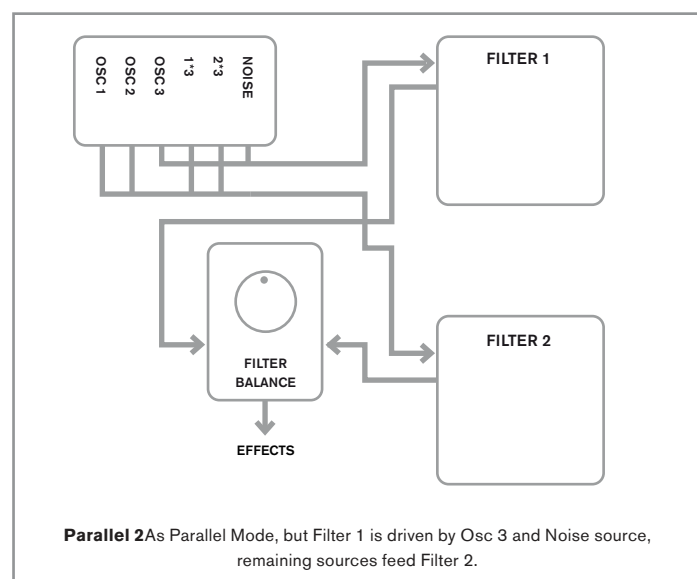 OSC 1
OSC 2
OSC 3
1*3
2*3
NOISE
FILTER 1
FILTER 2
FILTER
BALANCE
EFFECTS
Parallel 2As Parallel Mode, but Filter 1 is driven by Osc 3 and Noise source,
remaining sources feed Filter 2.